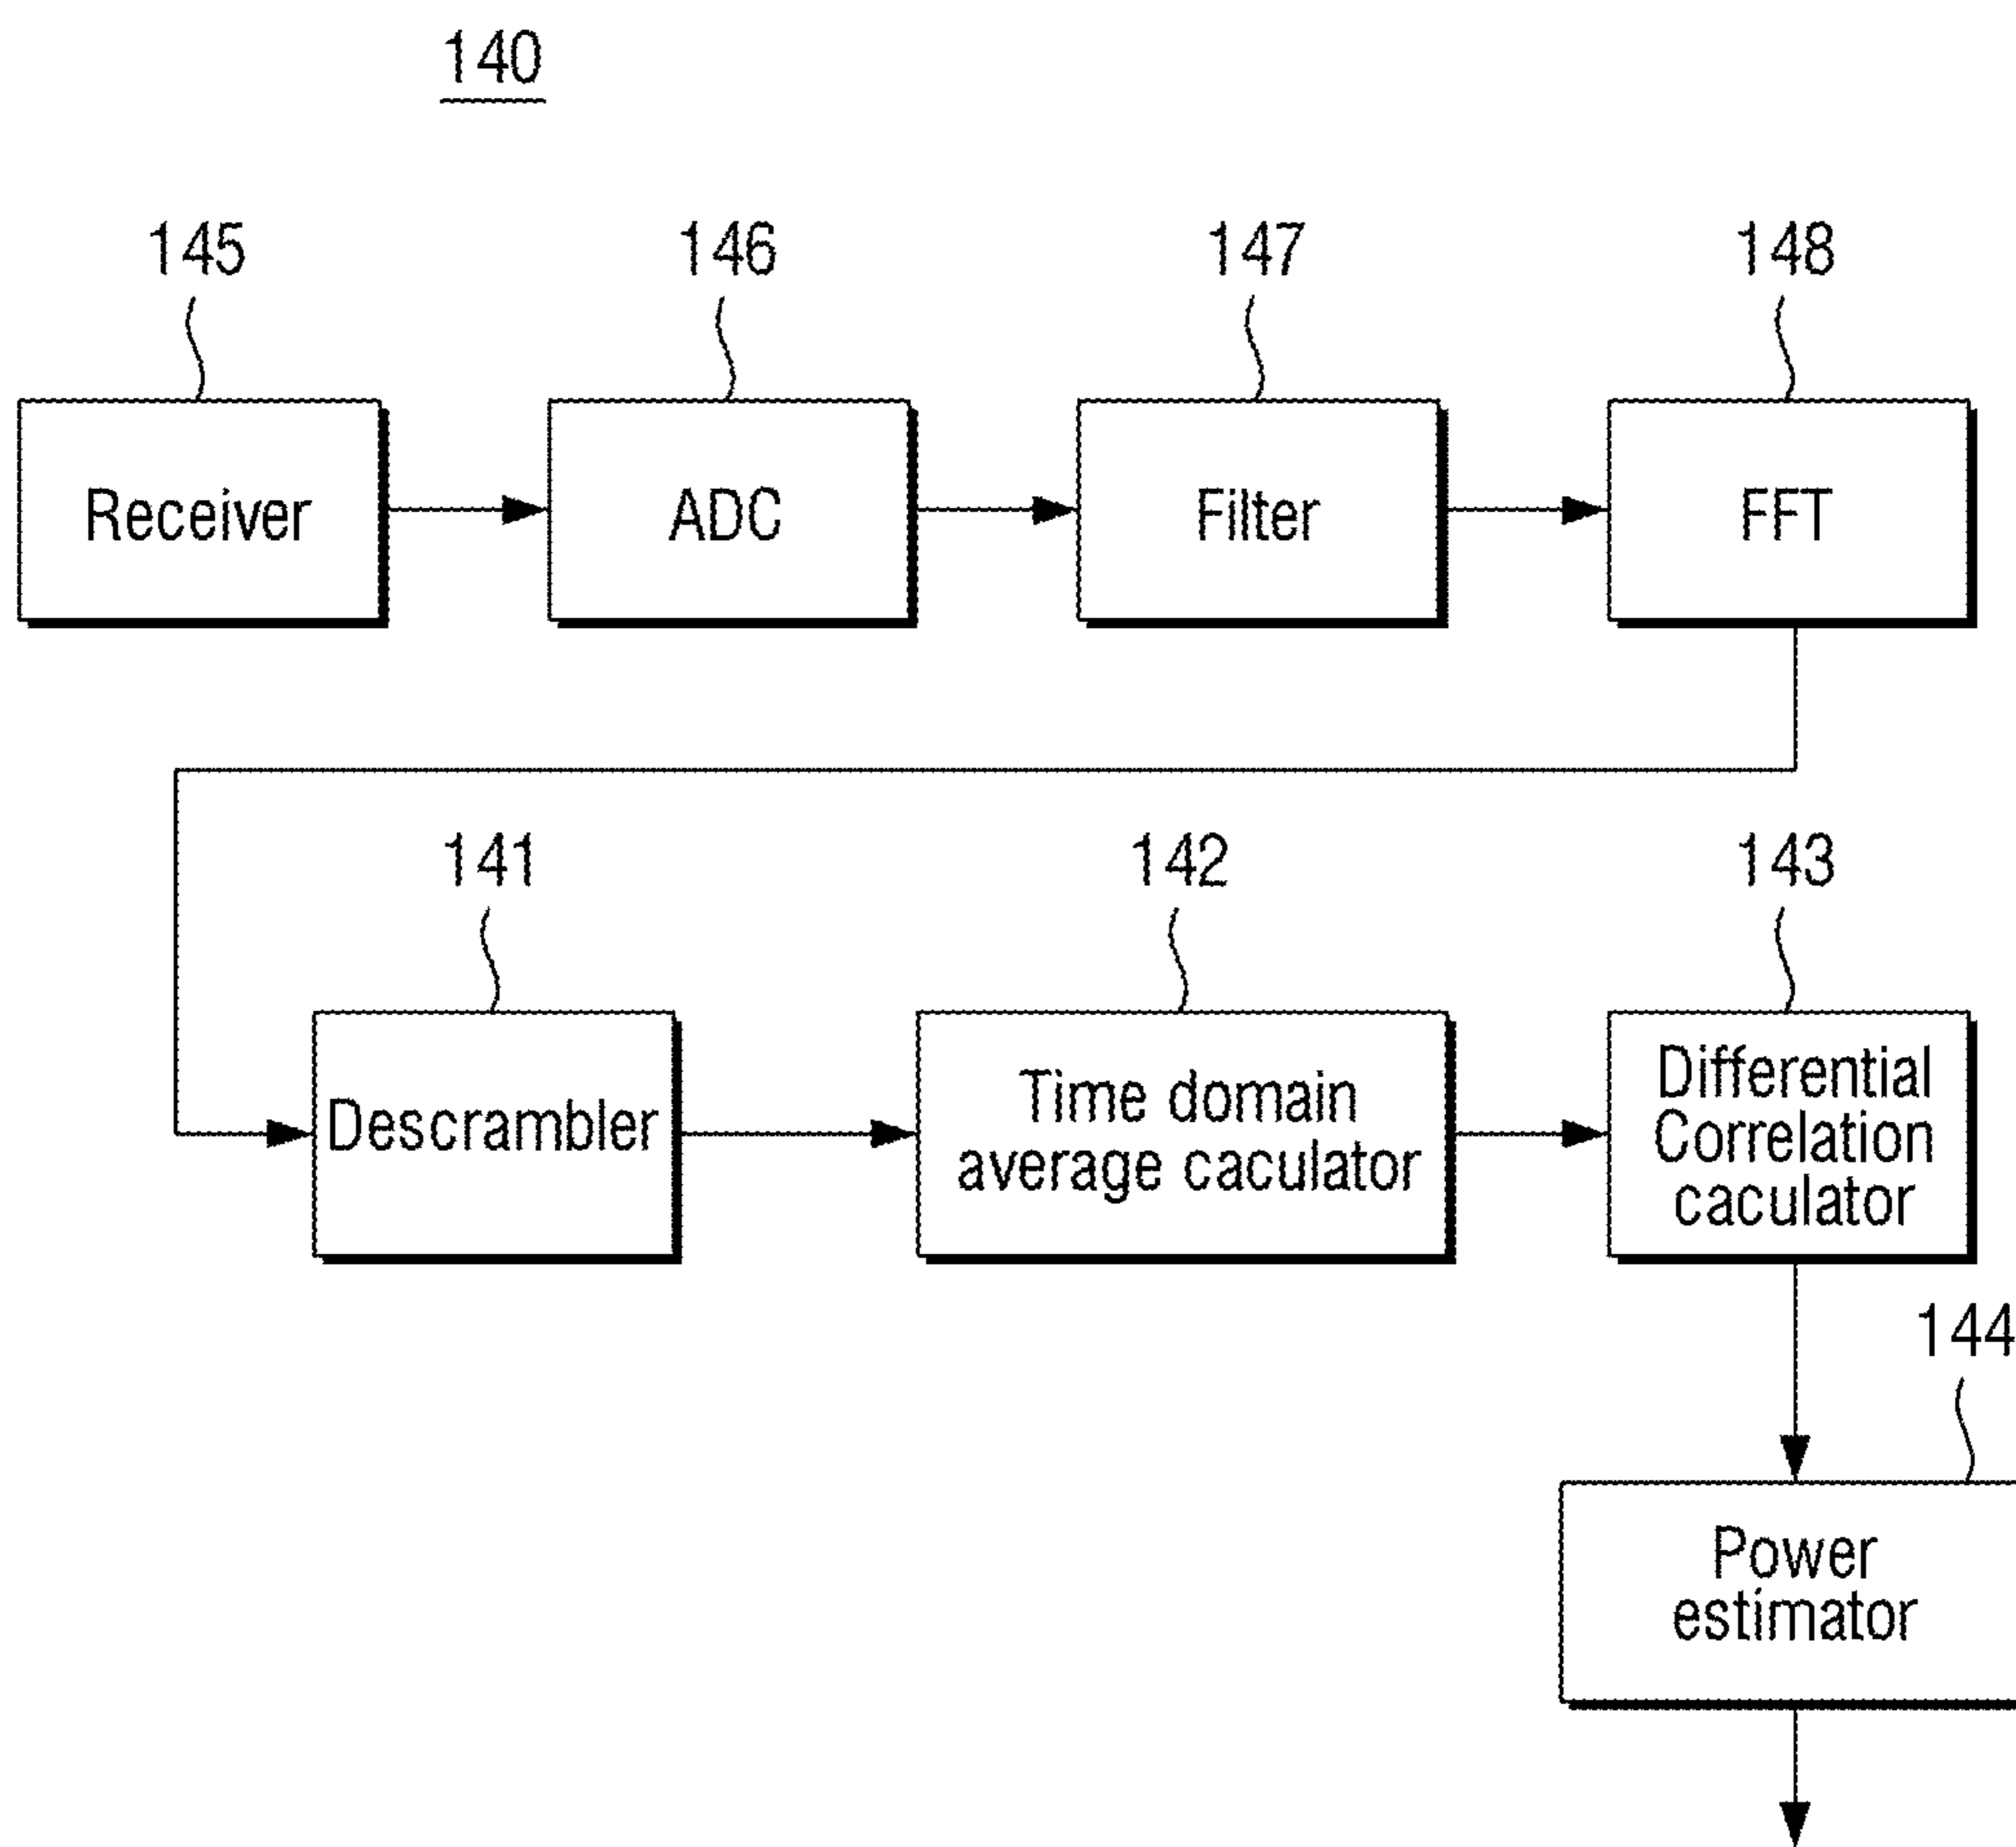 140
145
146
147
148
Receiver
ADC
Filter
FFT
141
142
143
Descrambler
Time domain
average caculator
Differential
Correlation
caculator
144
Power
estimator